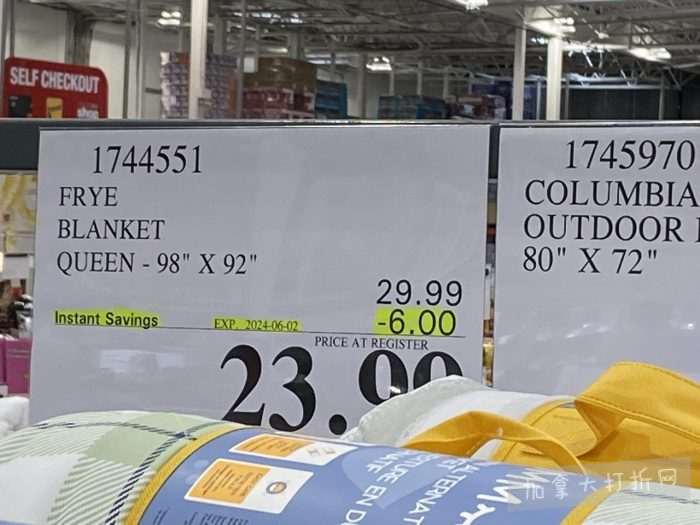 SELF CHECKOUT
1744551
FRYE
BLANKET
QUEEN - 98" X 92"
29.99
Instant Savings EXP. 2024-06-02 -6.00
PRICE AT REGISTER
23.99
1745970
COLUMBIA
OUTDOOR
80" X 72"
加拿大打折网